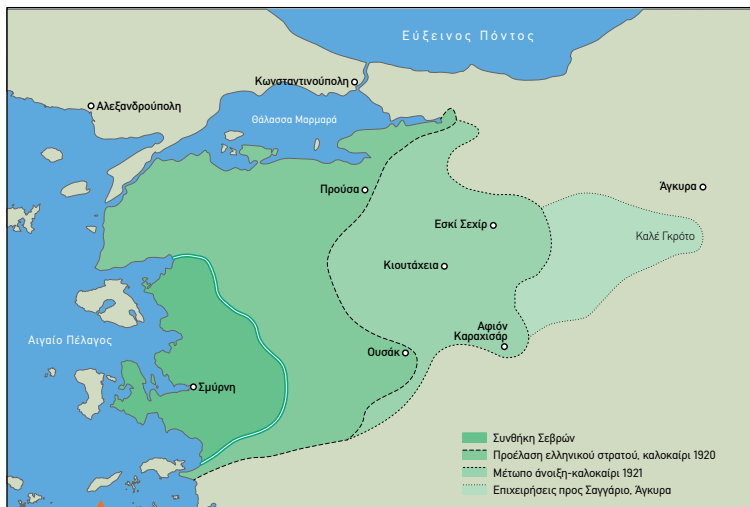 Εύξεινος Πόντος
Κωνσταντινούπολη
Αλεξανδρούπολη
Θάλασσα Μαρμαρά
Προύσα
Άγκυρα
Εσκί Σεχίρ
Καλέ Γκρότο
Κιουτάχεια
Αιγαίο Πέλαγος
Αφιόν
Καραχισάρ
Ουσάκ
Σμύρνη
Συνθήκη Σεβρών
Προέλαση ελληνικού στρατού, καλοκαίρι 1920
Μέτωπο άνοιξη-καλοκαίρι 1921
Επιχειρήσεις προς Σαγγάριο, Άγκυρα